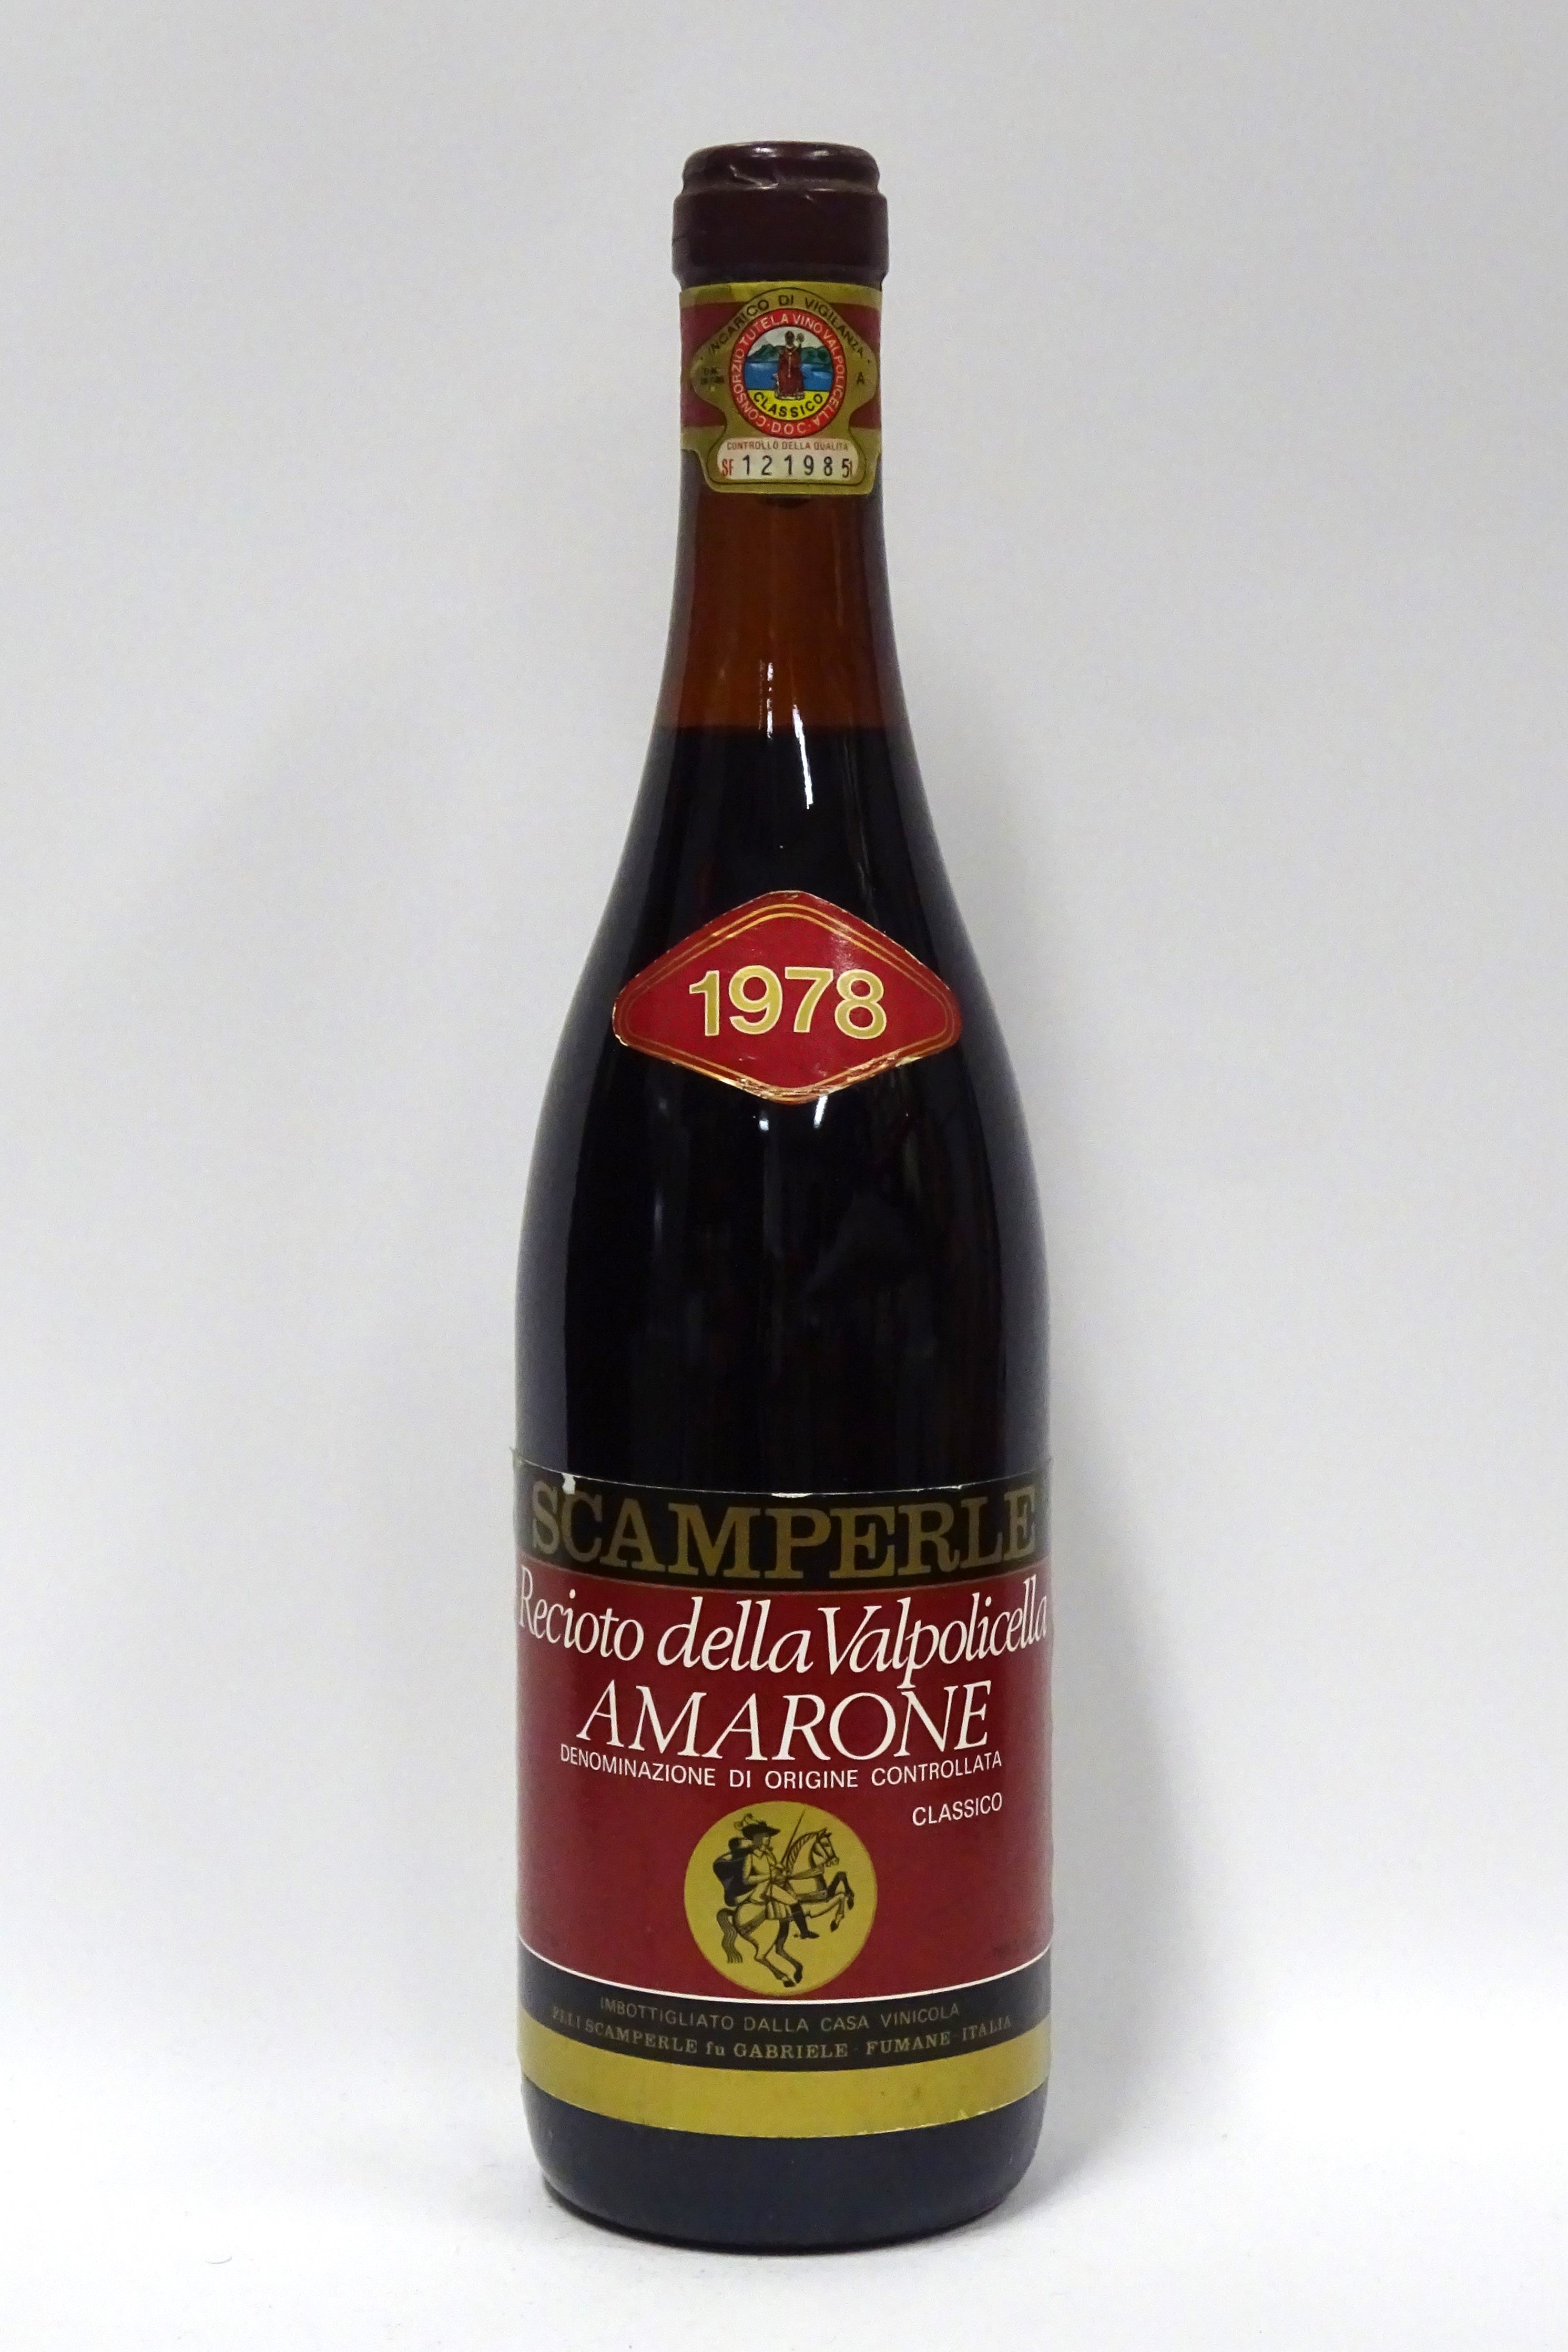 INCARICO DI VIGILANZA
CONSORZIO TUTELA VINO VALPOLICELLA
CLASSICO
D.O.C.
A
CONTROLLO DELLA QUALITÀ
SF 121985
1978
SCAMPERLE
Recioto della Valpolicella
AMARONE
DENOMINAZIONE DI ORIGINE CONTROLLATA
CLASSICO
IMBOTTIGLIATO DALLA CASA VINICOLA
F.LLI SCAMPERLE fu GABRIELE - FUMANE - ITALIA